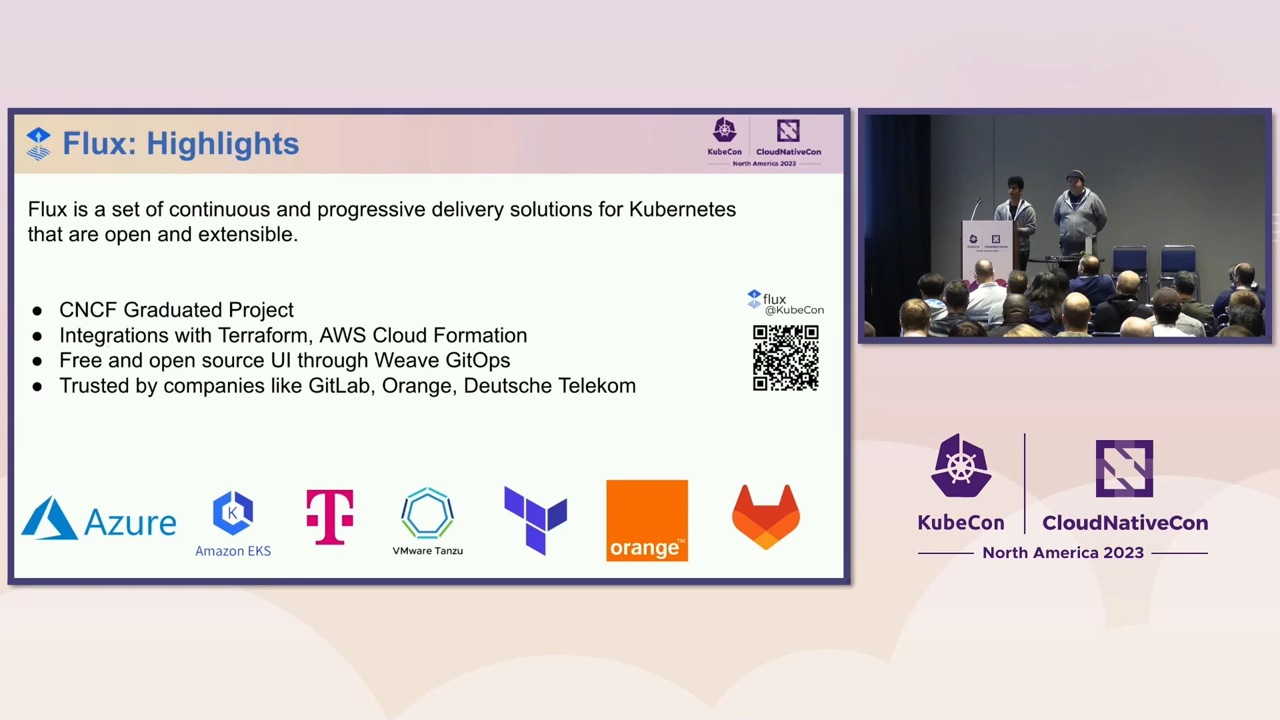 Flux: Highlights
KubeCon
CloudNativeCon
North America 2023
Flux is a set of continuous and progressive delivery solutions for Kubernetes
that are open and extensible.
● CNCF Graduated Project
● Integrations with Terraform, AWS Cloud Formation
● Free and open source UI through Weave GitOps
● Trusted by companies like GitLab, Orange, Deutsche Telekom
flux
@KubeCon
Azure
K
Amazon EKS
T
VMware Tanzu
orange™
KubeCon
CloudNativeCon
North America 2023